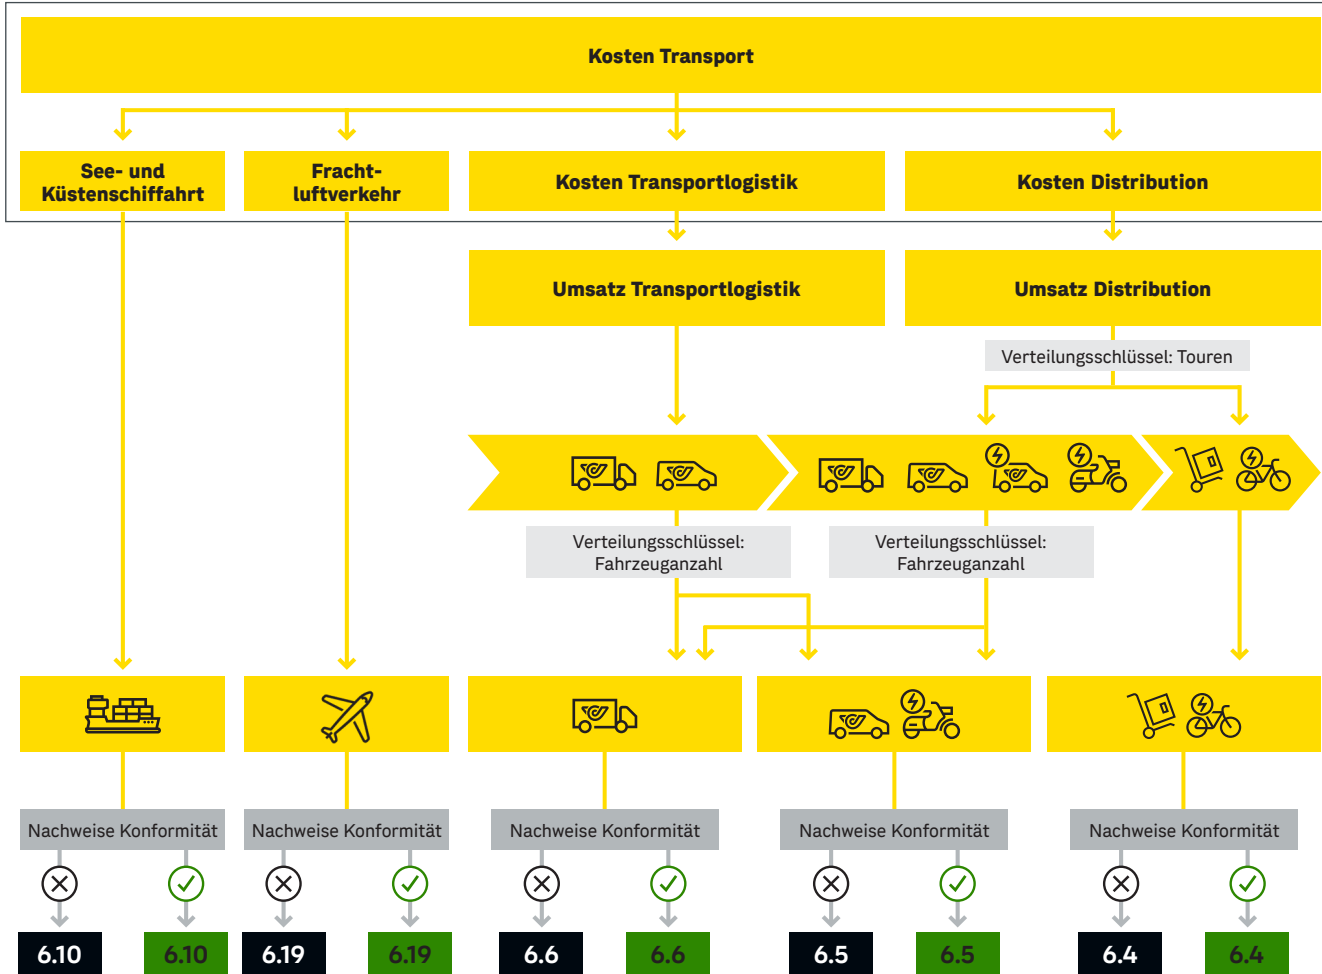 Kosten Transport
See- und
Küstenschiffahrt
Fracht-
luftverkehr
Kosten Transportlogistik
Kosten Distribution
Umsatz Transportlogistik
Umsatz Distribution
Verteilungsschlüssel: Touren
Verteilungsschlüssel:
Fahrzeuganzahl
Verteilungsschlüssel:
Fahrzeuganzahl
Nachweise Konformität
Nachweise Konformität
Nachweise Konformität
Nachweise Konformität
Nachweise Konformität
6.10
6.10
6.19
6.19
6.6
6.6
6.5
6.5
6.4
6.4